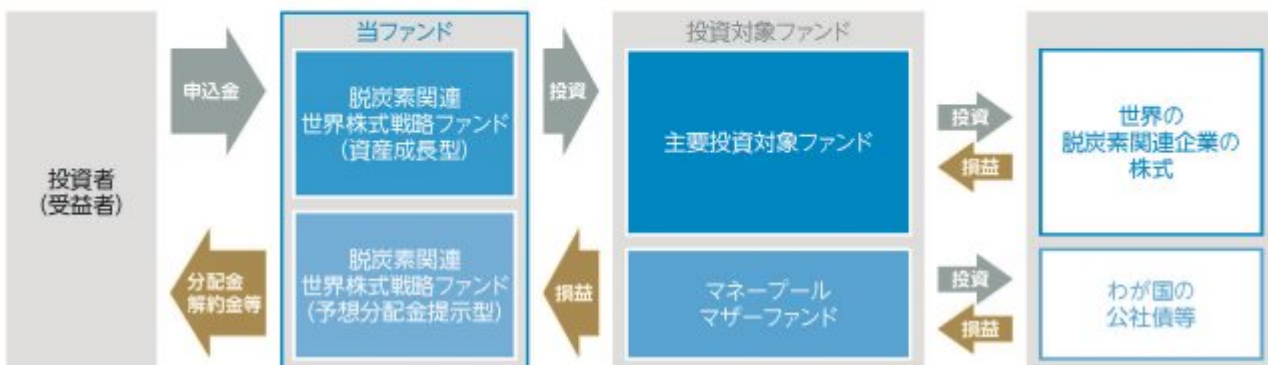 投資者
(受益者)
申込金
分配金
解約金等
当ファンド
脱炭素関連
世界株式戦略ファンド
(資産成長型)
脱炭素関連
世界株式戦略ファンド
(予想分配金提示型)
投資
損益
投資対象ファンド
主要投資対象ファンド
マネープール
マザーファンド
投資
損益
投資
損益
世界の
脱炭素関連企業の
株式
わが国の
公社債等